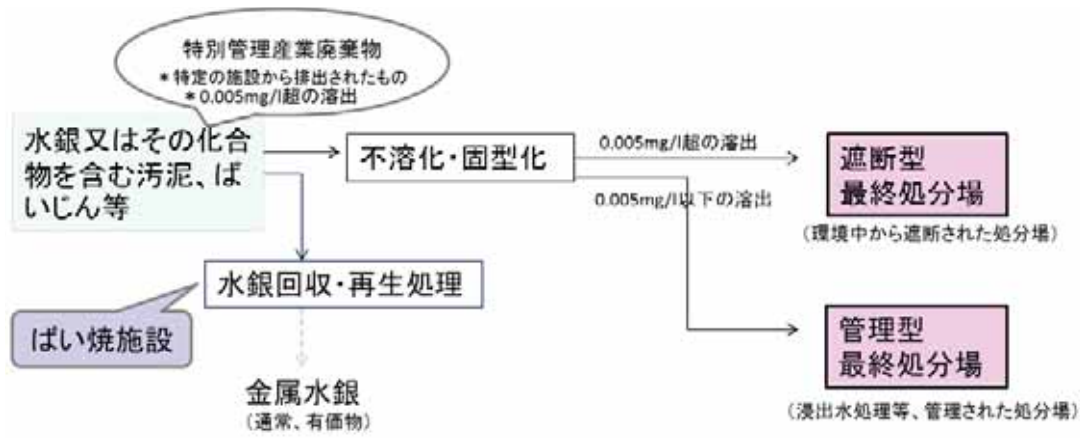 特別管理産業廃棄物
*特定の施設から排出されたもの
*0.005mg/l超の溶出
水銀又はその化合
物を含む汚泥、ば
いじん等
不溶化・固型化
0.005mg/l超の溶出
0.005mg/l以下の溶出
遮断型
最終処分場
(環境中から遮断された処分場)
水銀回収・再生処理
ばい焼施設
金属水銀
(通常、有価物)
管理型
最終処分場
(浸出水処理等、管理された処分場)